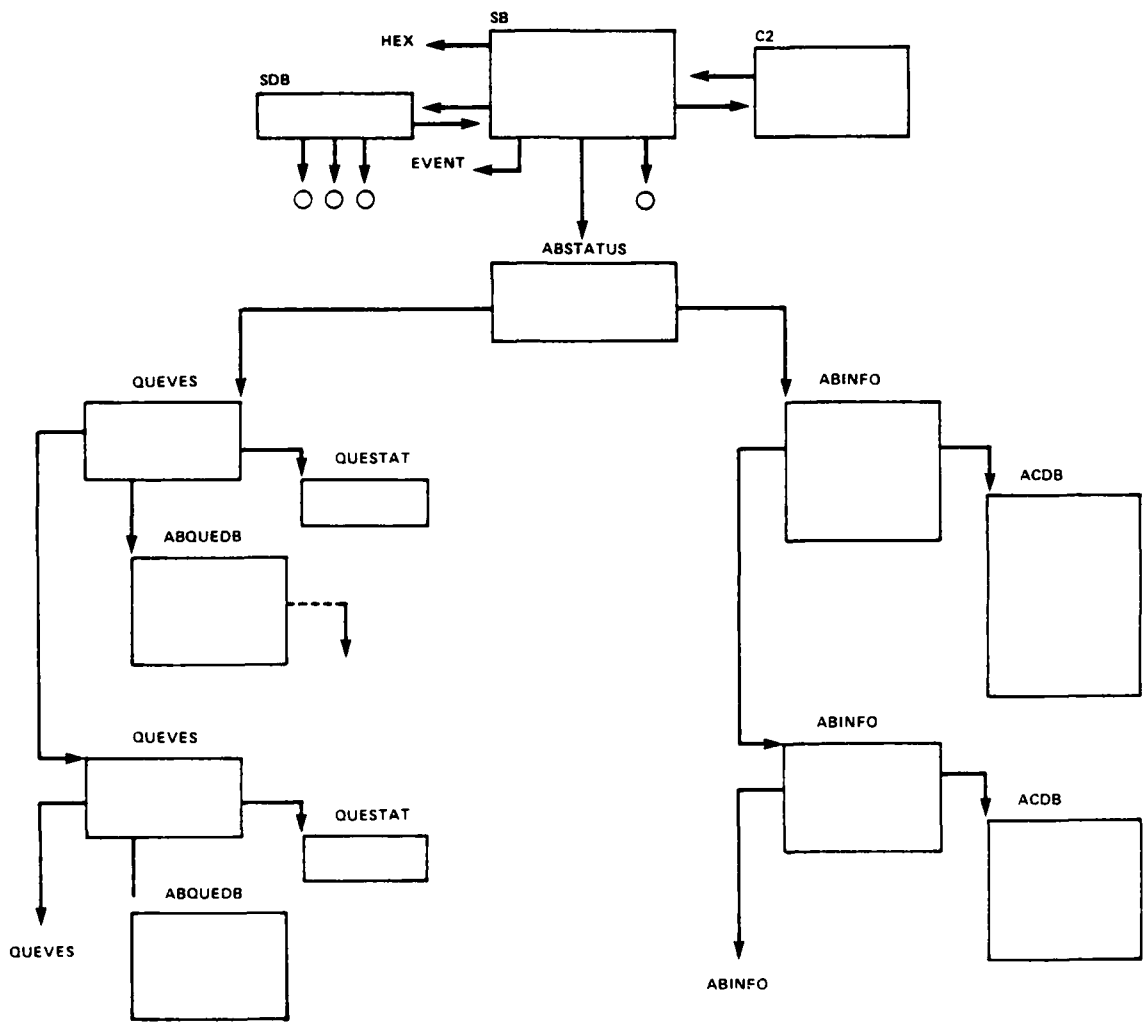 SB
HEX
C2
SDB
EVENT
ABSTATUS
QUEVES
ABINFO
QUESTAT
ACDB
ABQUEDB
QUEVES
ABINFO
QUESTAT
ACDB
ABQUEDB
QUEVES
ABINFO